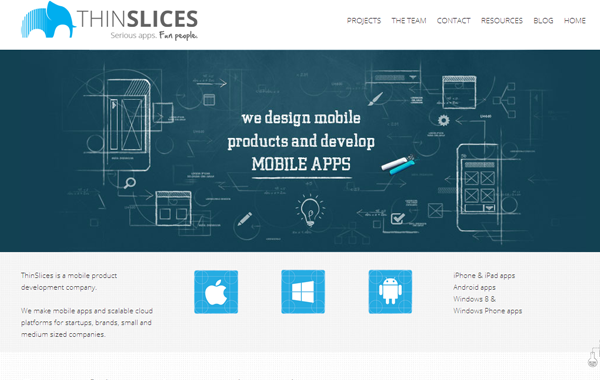 THINSLICES
Serious apps. Fun people.
PROJECTS THE TEAM CONTACT RESOURCES BLOG HOME
we design mobile
products and develop
MOBILE APPS
ThinSlices is a mobile product
development company.
We make mobile apps and scalable cloud
platforms for startups, brands, small and
medium sized companies.
iPhone & iPad apps
Android apps
Windows 8 &
Windows Phone apps